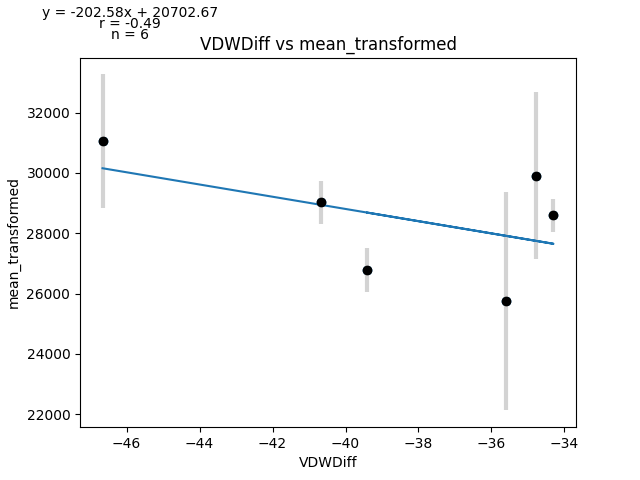 y = -202.58x + 20702.67
r = -0.49
n = 6
VDWDiff vs mean_transformed
mean_transformed
32000
30000
28000
26000
24000
22000
−46
−44
−42
−40
−38
−36
−34
VDWDiff